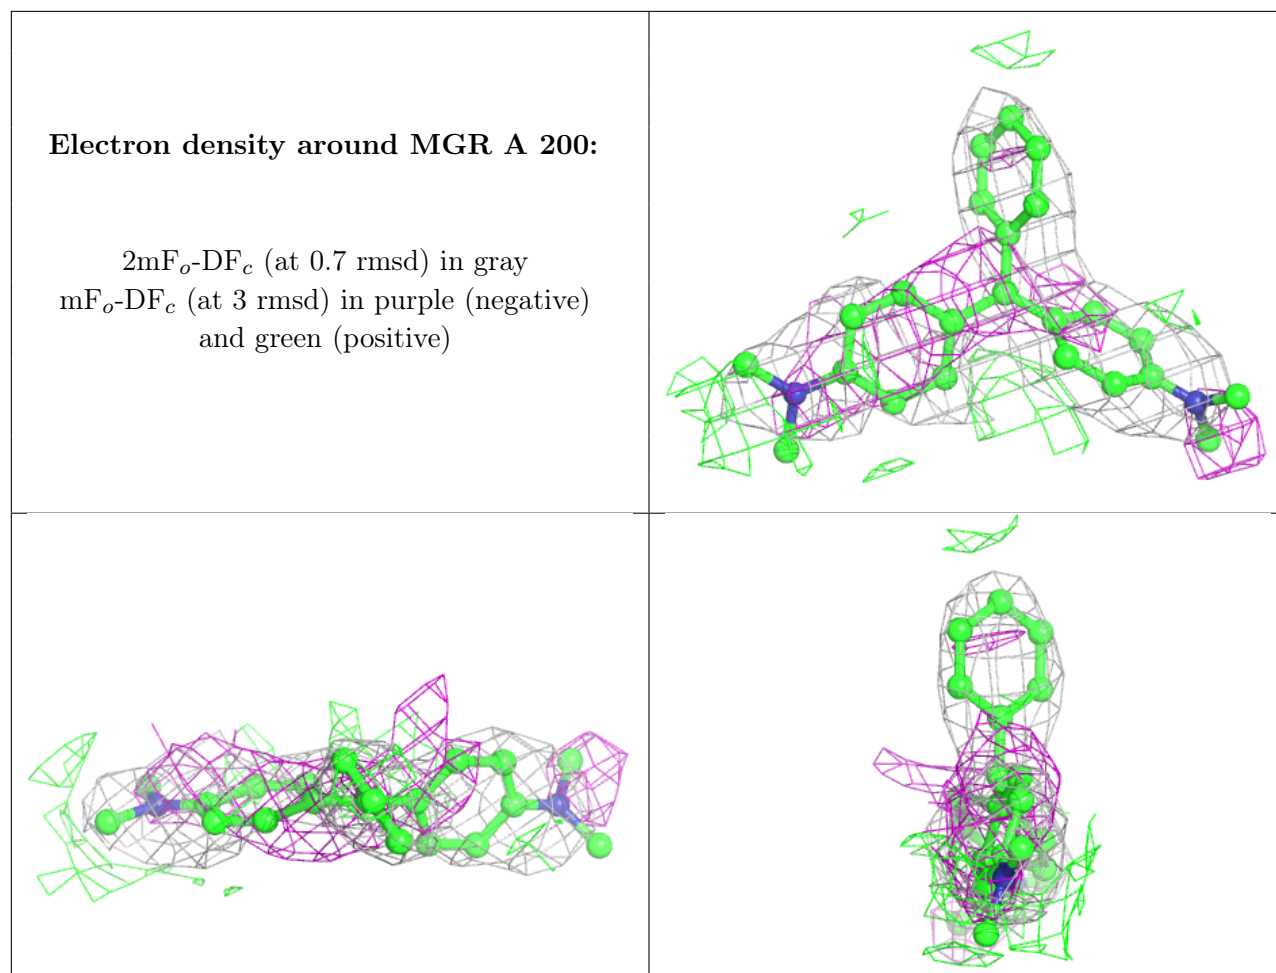 Electron density around MGR A 200:
2mFₒ-DF𝒸 (at 0.7 rmsd) in gray
mFₒ-DF𝒸 (at 3 rmsd) in purple (negative)
and green (positive)